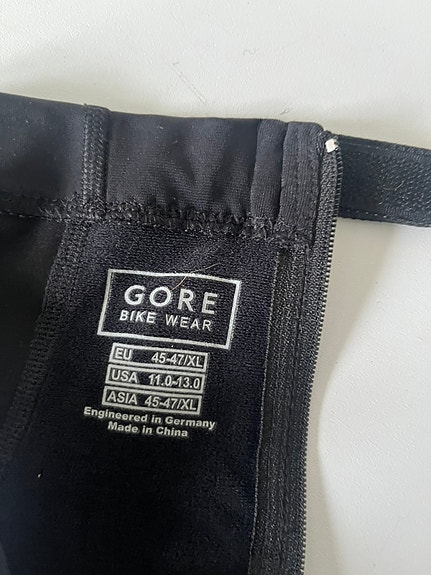 GORE
BIKE WEAR
EU 45-47/XL
USA 11.0-13.0
ASIA 45-47/XL
Engineered in Germany
Made in China